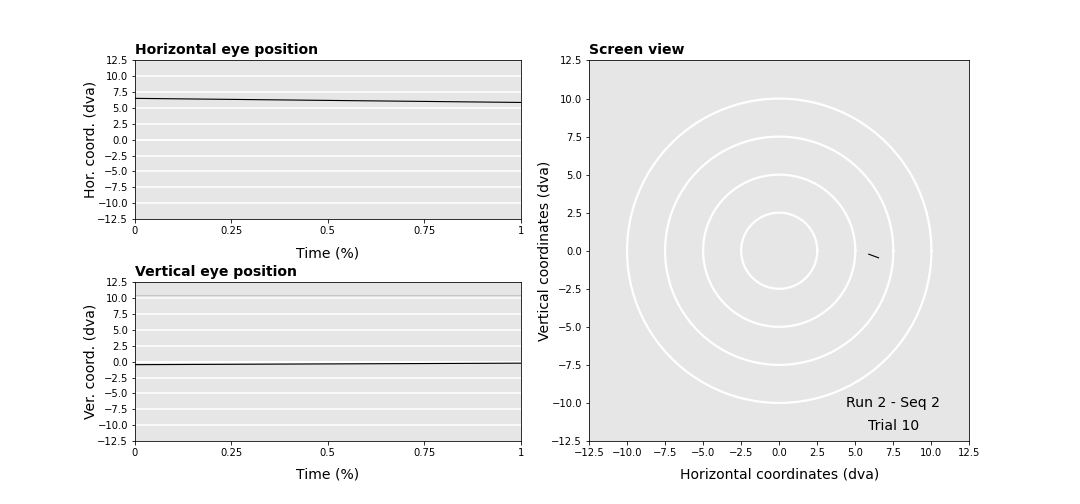 Horizontal eye position
12.5
10.0
7.5
5.0
2.5
0.0
−2.5
−5.0
−7.5
−10.0
−12.5
Hor. coord. (dva)
0 0.25 0.5 0.75 1
Time (%)
Vertical eye position
12.5
10.0
7.5
5.0
2.5
0.0
−2.5
−5.0
−7.5
−10.0
−12.5
Ver. coord. (dva)
0 0.25 0.5 0.75 1
Time (%)
Screen view
12.5
10.0
7.5
5.0
2.5
0.0
−2.5
−5.0
−7.5
−10.0
−12.5
Vertical coordinates (dva)
Run 2 - Seq 2
Trial 10
−12.5 −10.0 −7.5 −5.0 −2.5 0.0 2.5 5.0 7.5 10.0 12.5
Horizontal coordinates (dva)